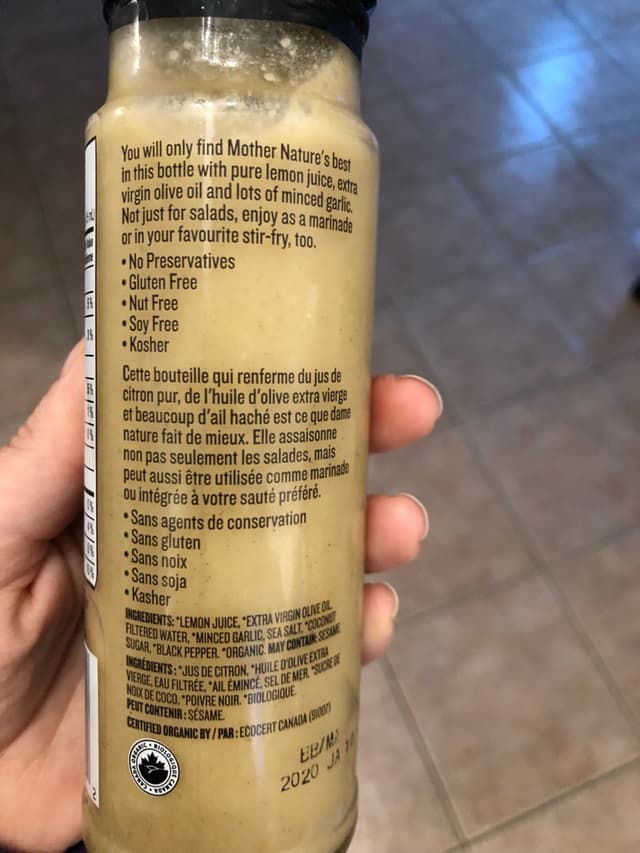 You will only find Mother Nature's best
in this bottle with pure lemon juice, extra
virgin olive oil and lots of minced garlic.
Not just for salads, enjoy as a marinade
or in your favourite stir-fry, too.
• No Preservatives
• Gluten Free
• Nut Free
• Soy Free
• Kosher
Cette bouteille qui renferme du jus de
citron pur, de l'huile d'olive extra vierge
et beaucoup d'ail haché est ce que dame
nature fait de mieux. Elle assaisonne
non pas seulement les salades, mais
peut aussi être utilisée comme marinade
ou intégrée à votre sauté préféré.
• Sans agents de conservation
• Sans gluten
• Sans noix
• Sans soja
• Kasher
INGREDIENTS: *LEMON JUICE, *EXTRA VIRGIN OLIVE OIL,
FILTERED WATER, *MINCED GARLIC, SEA SALT, *COCONUT
SUGAR, *BLACK PEPPER. *ORGANIC. MAY CONTAIN: SESAME
INGRÉDIENTS: *JUS DE CITRON, *HUILE D'OLIVE EXTRA
VIERGE, EAU FILTRÉE, *AIL ÉMINCÉ, SEL DE MER, *SUCRE DE
NOIX DE COCO, *POIVRE NOIR. *BIOLOGIQUE.
PEUT CONTENIR: SÉSAME.
CERTIFIED ORGANIC BY / PAR: ECOCERT CANADA (91007)
CANADA ORGANIC • BIOLOGIQUE CANADA
BB/MA
2020 JA